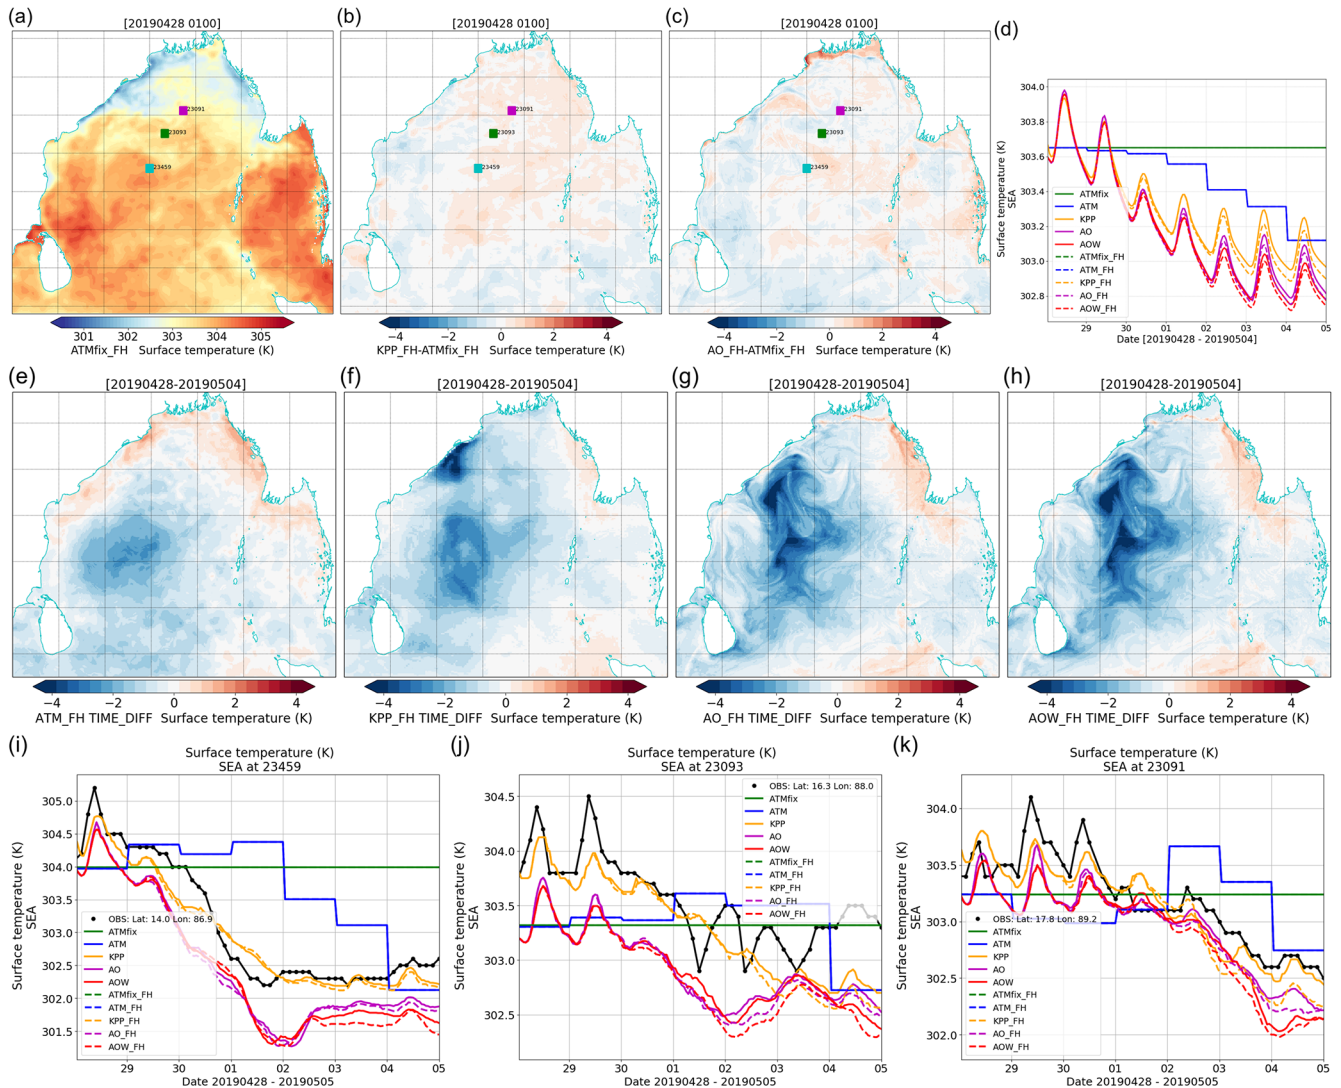 (a)
[20190428 0100]
23091
23093
23459
301 302 303 304 305
ATMfix_FH Surface temperature (K)
(b)
[20190428 0100]
23091
23093
23459
−4 −2 0 2 4
KPP_FH-ATMfix_FH Surface temperature (K)
(c)
[20190428 0100]
23091
23093
23459
−4 −2 0 2 4
AO_FH-ATMfix_FH Surface temperature (K)
(d)
Surface temperature (K)
SEA
304.0
303.8
303.6
303.4
303.2
303.0
302.8
ATMfix
ATM
KPP
AO
AOW
ATMfix_FH
ATM_FH
KPP_FH
AO_FH
AOW_FH
29 30 01 02 03 04 05
Date [20190428 - 20190504]
(e)
[20190428-20190504]
−4 −2 0 2 4
ATM_FH TIME_DIFF Surface temperature (K)
(f)
[20190428-20190504]
−4 −2 0 2 4
KPP_FH TIME_DIFF Surface temperature (K)
(g)
[20190428-20190504]
−4 −2 0 2 4
AO_FH TIME_DIFF Surface temperature (K)
(h)
[20190428-20190504]
−4 −2 0 2 4
AOW_FH TIME_DIFF Surface temperature (K)
(i)
Surface temperature (K)
SEA at 23459
Surface temperature (K)
SEA
305.0
304.5
304.0
303.5
303.0
302.5
302.0
301.5
OBS: Lat: 14.0 Lon: 86.9
ATMfix
ATM
KPP
AO
AOW
ATMfix_FH
ATM_FH
KPP_FH
AO_FH
AOW_FH
29 30 01 02 03 04 05
Date 20190428 - 20190505
(j)
Surface temperature (K)
SEA at 23093
Surface temperature (K)
SEA
304.5
304.0
303.5
303.0
302.5
OBS: Lat: 16.3 Lon: 88.0
ATMfix
ATM
KPP
AO
AOW
ATMfix_FH
ATM_FH
KPP_FH
AO_FH
AOW_FH
29 30 01 02 03 04 05
Date 20190428 - 20190505
(k)
Surface temperature (K)
SEA at 23091
Surface temperature (K)
SEA
304.0
303.5
303.0
302.5
302.0
OBS: Lat: 17.8 Lon: 89.2
ATMfix
ATM
KPP
AO
AOW
ATMfix_FH
ATM_FH
KPP_FH
AO_FH
AOW_FH
29 30 01 02 03 04 05
Date 20190428 - 20190505